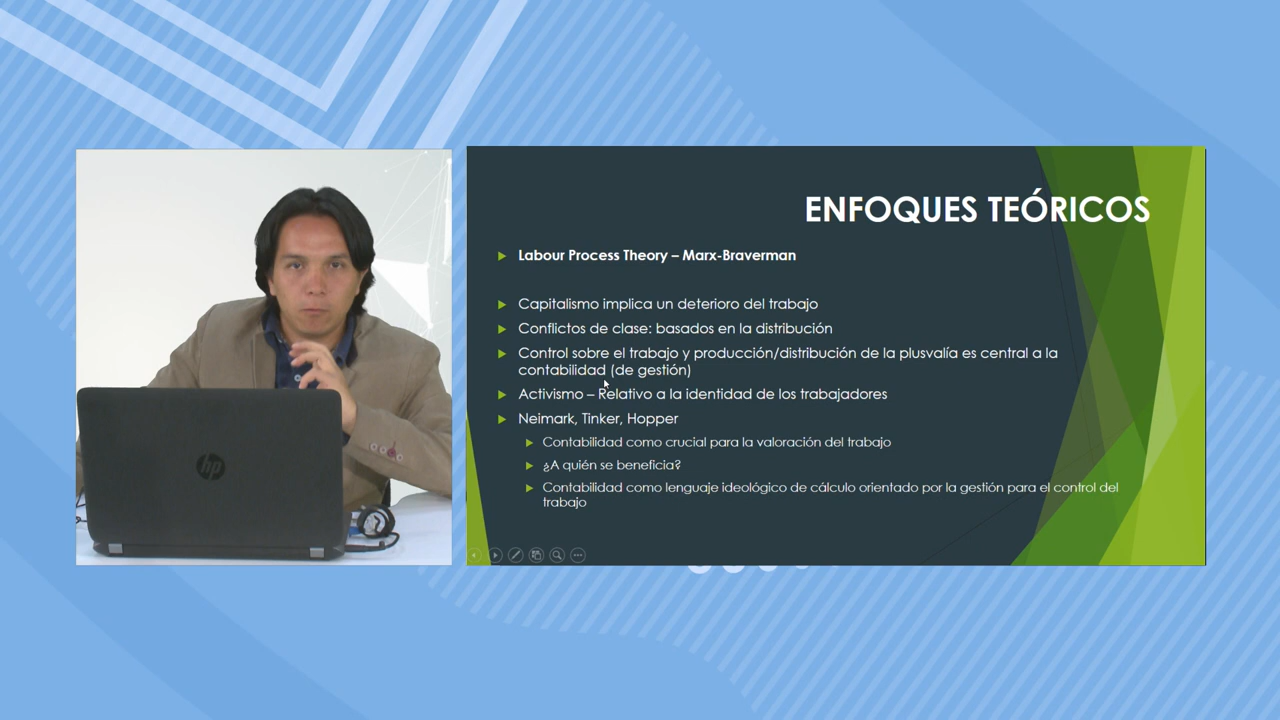 hp
ENFOQUES TEÓRICOS
Labour Process Theory – Marx-Braverman
Capitalismo implica un deterioro del trabajo
Conflictos de clase: basados en la distribución
Control sobre el trabajo y producción/distribución de la plusvalía es central a la
contabilidad (de gestión)
Activismo – Relativo a la identidad de los trabajadores
Neimark, Tinker, Hopper
Contabilidad como crucial para la valoración del trabajo
¿A quién se beneficia?
Contabilidad como lenguaje ideológico de cálculo orientado por la gestión para el control del
trabajo